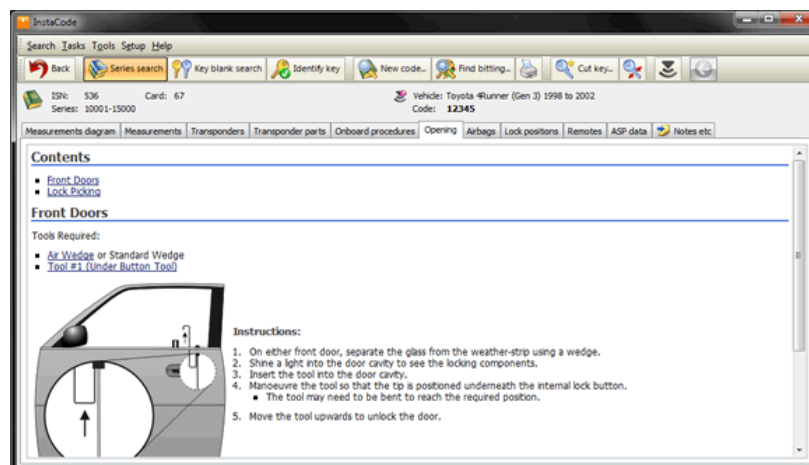 InstaCode
Search Tasks Tools Setup Help
Back Series search Key blank search Identify key New code... Find bitting... Cut key...
ISN: 536 Card: 67 Vehicle: Toyota 4Runner (Gen 3) 1998 to 2002
Series: 10001-15000 Code: 12345
Measurements diagram Measurements Transponders Transponder parts Onboard procedures Opening Airbags Lock positions Remotes ASP data Notes etc
Contents
Front Doors
Lock Picking
Front Doors
Tools Required:
Air Wedge or Standard Wedge
Tool #1 (Under Button Tool)
Instructions:
1. On either front door, separate the glass from the weather-strip using a wedge.
2. Shine a light into the door cavity to see the locking components.
3. Insert the tool into the door cavity.
4. Manoeuvre the tool so that the tip is positioned underneath the internal lock button.
The tool may need to be bent to reach the required position.
5. Move the tool upwards to unlock the door.